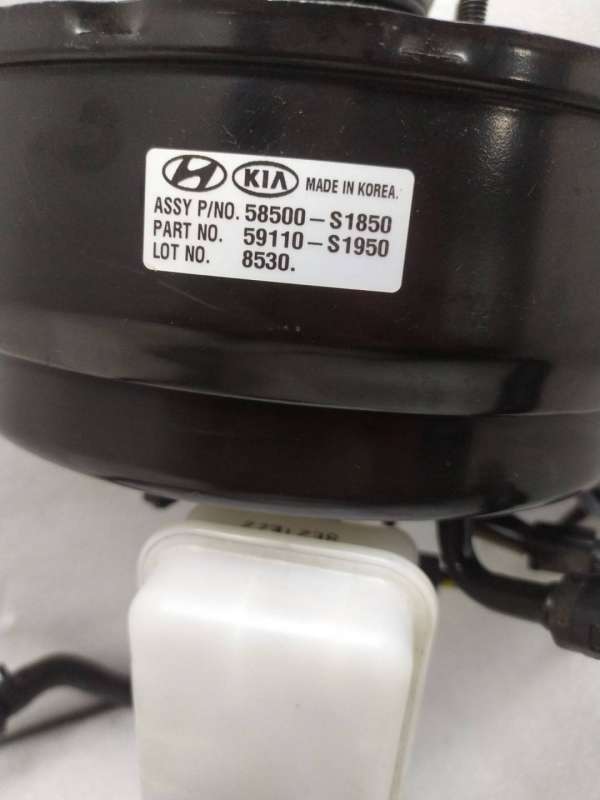 KIA MADE IN KOREA.
ASSY P/NO. 58500-S1850
PART NO. 59110-S1950
LOT NO. 8530.